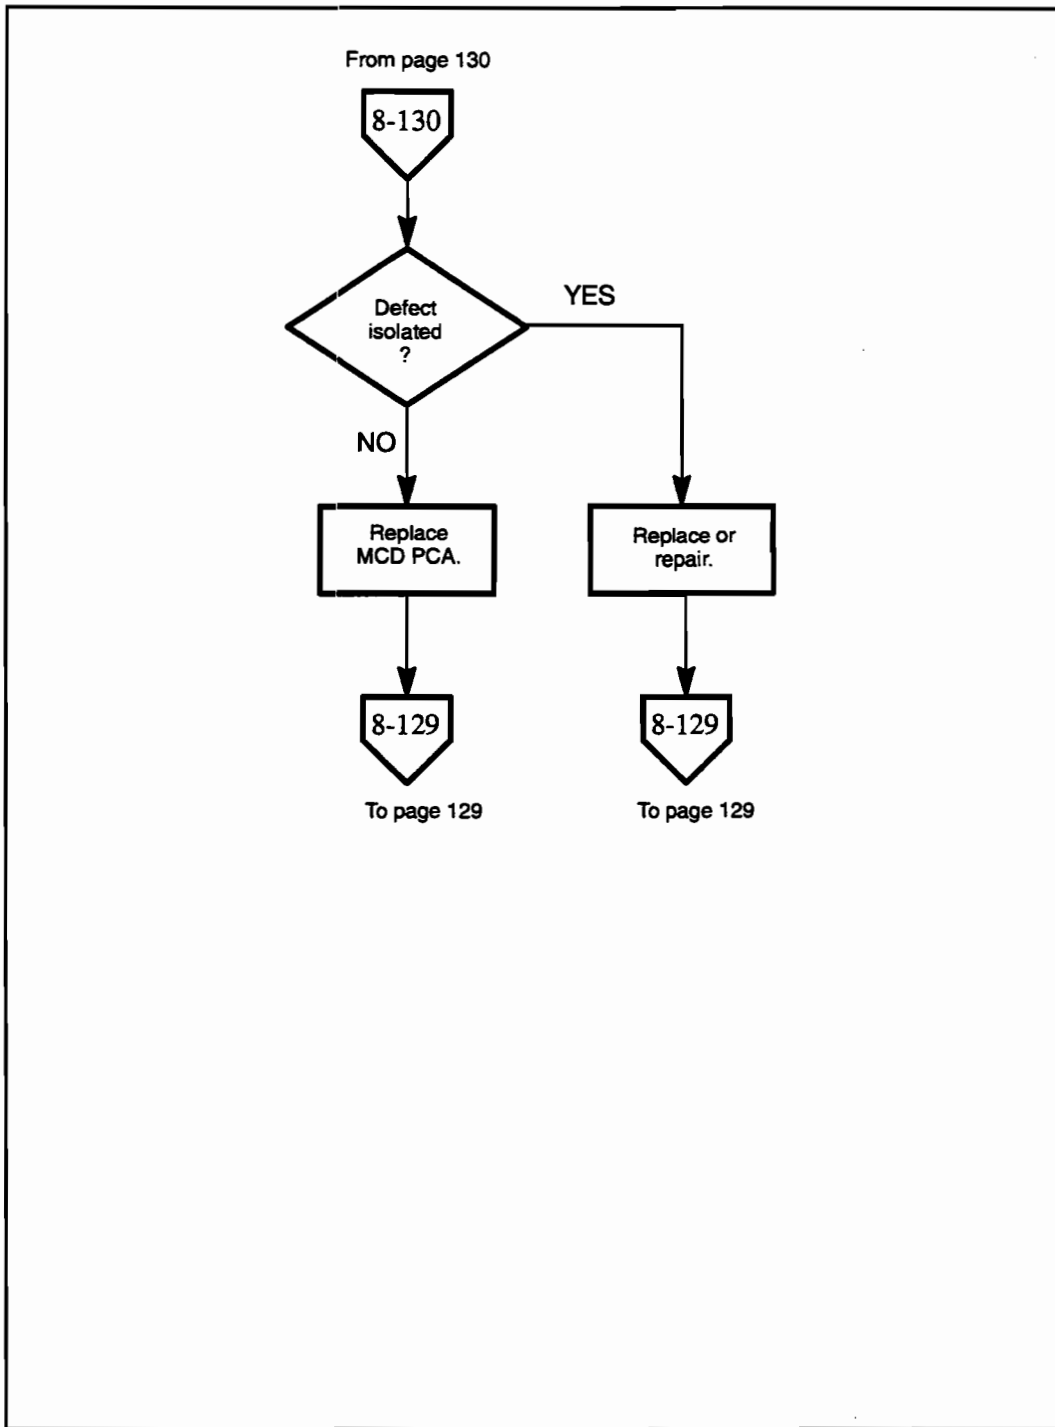 From page 130
8-130
Defect
isolated
?
YES
NO
Replace
MCD PCA.
Replace or
repair.
8-129
8-129
To page 129
To page 129